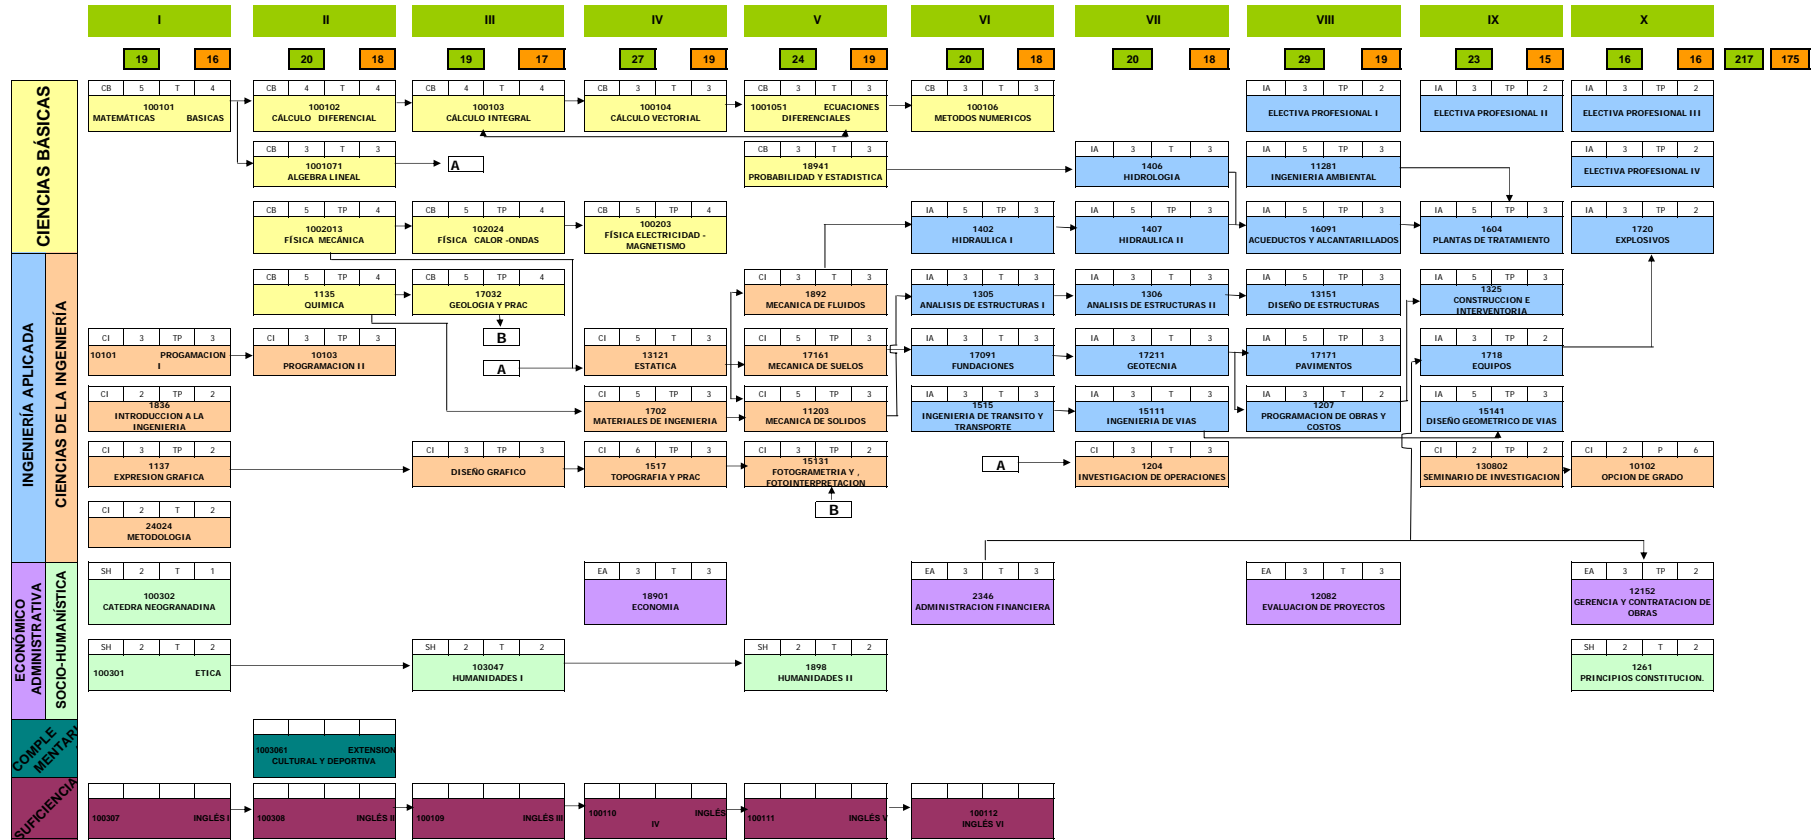 I II III IV V VI VII VIII IX X
19 16 20 18 19 17 27 19 24 19 20 18 20 18 29 19 23 15 16 16 217 175
CIENCIAS BÁSICAS
CB 5 T 4
100101
MATEMÁTICAS BASICAS
CB 4 T 4
100102
CÁLCULO DIFERENCIAL
CB 4 T 4
100103
CÁLCULO INTEGRAL
CB 3 T 3
100104
CÁLCULO VECTORIAL
CB 3 T 3
1001051 ECUACIONES
DIFERENCIALES
CB 3 T 3
100106
METODOS NUMERICOS
IA 3 TP 2
ELECTIVA PROFESIONAL I
IA 3 TP 2
ELECTIVA PROFESIONAL II
IA 3 TP 2
ELECTIVA PROFESIONAL III
CB 3 T 3
1001071
ALGEBRA LINEAL
A
CB 3 T 3
18941
PROBABILIDAD Y ESTADISTICA
IA 3 T 3
1406
HIDROLOGIA
IA 5 TP 3
11281
INGENIERIA AMBIENTAL
IA 3 TP 2
ELECTIVA PROFESIONAL IV
CB 5 TP 4
1002013
FÍSICA MECÁNICA
CB 5 TP 4
102024
FÍSICA CALOR -ONDAS
CB 5 TP 4
100203
FÍSICA ELECTRICIDAD -
MAGNETISMO
IA 5 TP 3
1402
HIDRAULICA I
IA 5 TP 3
1407
HIDRAULICA II
IA 5 TP 3
16091
ACUEDUCTOS Y ALCANTARILLADOS
IA 5 TP 3
1604
PLANTAS DE TRATAMIENTO
IA 3 TP 2
1720
EXPLOSIVOS
INGENIERÍA APLICADA
CIENCIAS DE LA INGENIERÍA
CB 5 TP 4
1135
QUIMICA
CB 5 TP 4
17032
GEOLOGIA Y PRAC
B
CI 3 T 3
1892
MECANICA DE FLUIDOS
IA 3 T 3
1305
ANALISIS DE ESTRUCTURAS I
IA 3 T 3
1306
ANALISIS DE ESTRUCTURAS II
IA 3 TP 3
13151
DISEÑO DE ESTRUCTURAS
IA 5 TP 3
1325
CONSTRUCCION E
INTERVENTORIA
CI 3 TP 3
10101 PROGAMACION
I
CI 3 TP 3
10103
PROGRAMACION II
A
CI 5 T 3
13121
ESTATICA
CI 5 TP 3
17161
MECANICA DE SUELOS
IA 3 T 3
17091
FUNDACIONES
IA 3 T 3
17211
GEOTECNIA
IA 5 TP 3
17171
PAVIMENTOS
IA 3 TP 3
1718
EQUIPOS
CI 2 TP 2
1836
INTRODUCCION A LA
INGENIERIA
CI 5 TP 3
1702
MATERIALES DE INGENIERIA
CI 5 TP 3
11203
MECANICA DE SOLIDOS
IA 3 T 3
1515
INGENIERIA DE TRANSITO Y
TRANSPORTE
IA 5 TP 3
15111
INGENIERIA DE VIAS
IA 3 T 2
1207
PROGRAMACION DE OBRAS Y
COSTOS
IA 5 TP 3
15141
DISEÑO GEOMETRICO DE VIAS
CI 3 TP 2
1137
EXPRESION GRAFICA
CI 3 TP 3
DISEÑO GRAFICO
CI 6 TP 3
1517
TOPOGRAFIA Y PRAC
CI 3 TP 2
15131
FOTOGRAMETRIA Y ,
FOTOINTERPRETACION
B
A
CI 3 T 3
1204
INVESTIGACION DE OPERACIONES
CI 2 TP 2
130802
SEMINARIO DE INVESTIGACION
CI 2 P 6
10102
OPCION DE GRADO
CI 2 T 2
24024
METODOLOGIA
ECONÓMICO
ADMINISTRATIVA
SOCIO-HUMANÍSTICA
SH 2 T 1
100302
CATEDRA NEOGRANADINA
EA 3 T 3
18901
ECONOMIA
EA 3 T 3
2346
ADMINISTRACION FINANCIERA
EA 3 T 3
12082
EVALUACION DE PROYECTOS
EA 3 TP 2
12152
GERENCIA Y CONTRATACION DE
OBRAS
SH 2 T 2
100301 ETICA
SH 2 T 2
103047
HUMANIDADES I
SH 2 T 2
1898
HUMANIDADES II
SH 2 T 2
1261
PRINCIPIOS CONSTITUCION.
COMPLE
MENTARI
1003061 EXTENSION
CULTURAL Y DEPORTIVA
SUFICIENCIA
100307 INGLÉS I
100308 INGLÉS II
100109 INGLÉS III
100110 INGLÉS
IV
100111 INGLÉS V
100112
INGLÉS VI